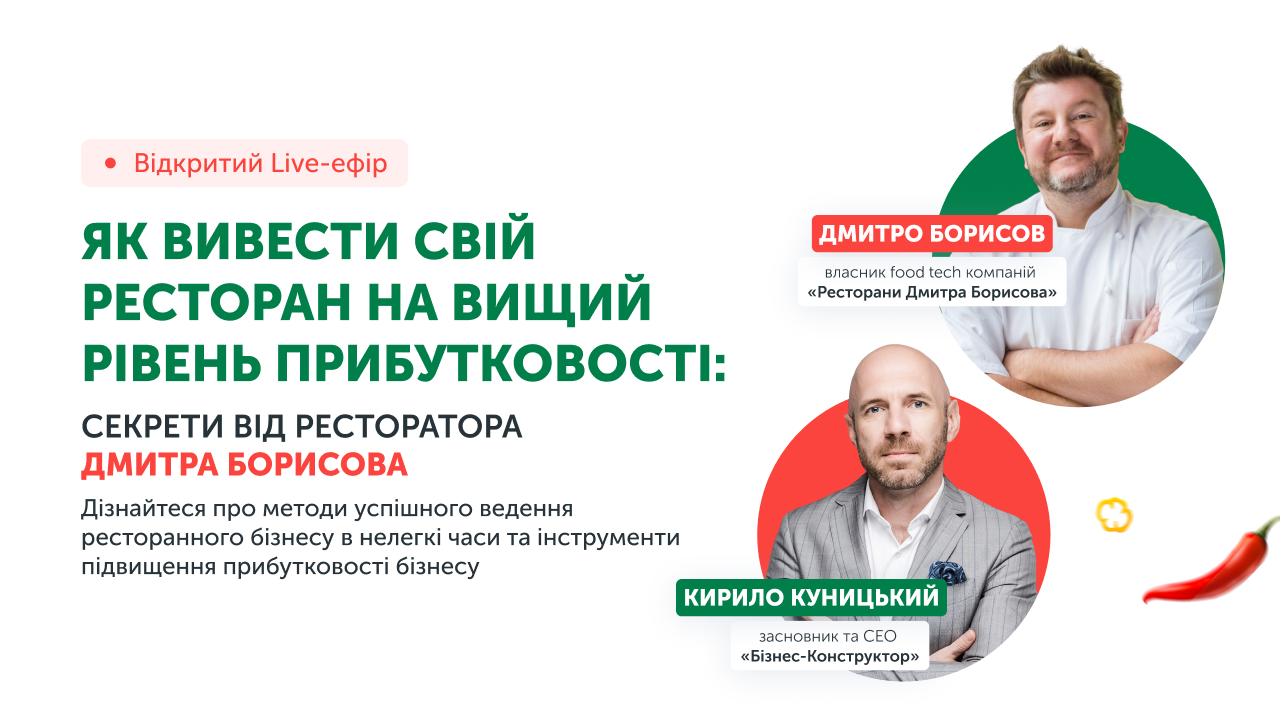 Відкритий Live-ефір
ЯК ВИВЕСТИ СВІЙ
РЕСТОРАН НА ВИЩИЙ
РІВЕНЬ ПРИБУТКОВОСТІ:
СЕКРЕТИ ВІД РЕСТОРАТОРА
ДМИТРА БОРИСОВА
Дізнайтеся про методи успішного ведення
ресторанного бізнесу в нелегкі часи та інструменти
підвищення прибутковості бізнесу
ДМИТРО БОРИСОВ
власник food tech компаній
«Ресторани Дмитра Борисова»
КИРИЛО КУНИЦЬКИЙ
засновник та CEO
«Бізнес-Конструктор»